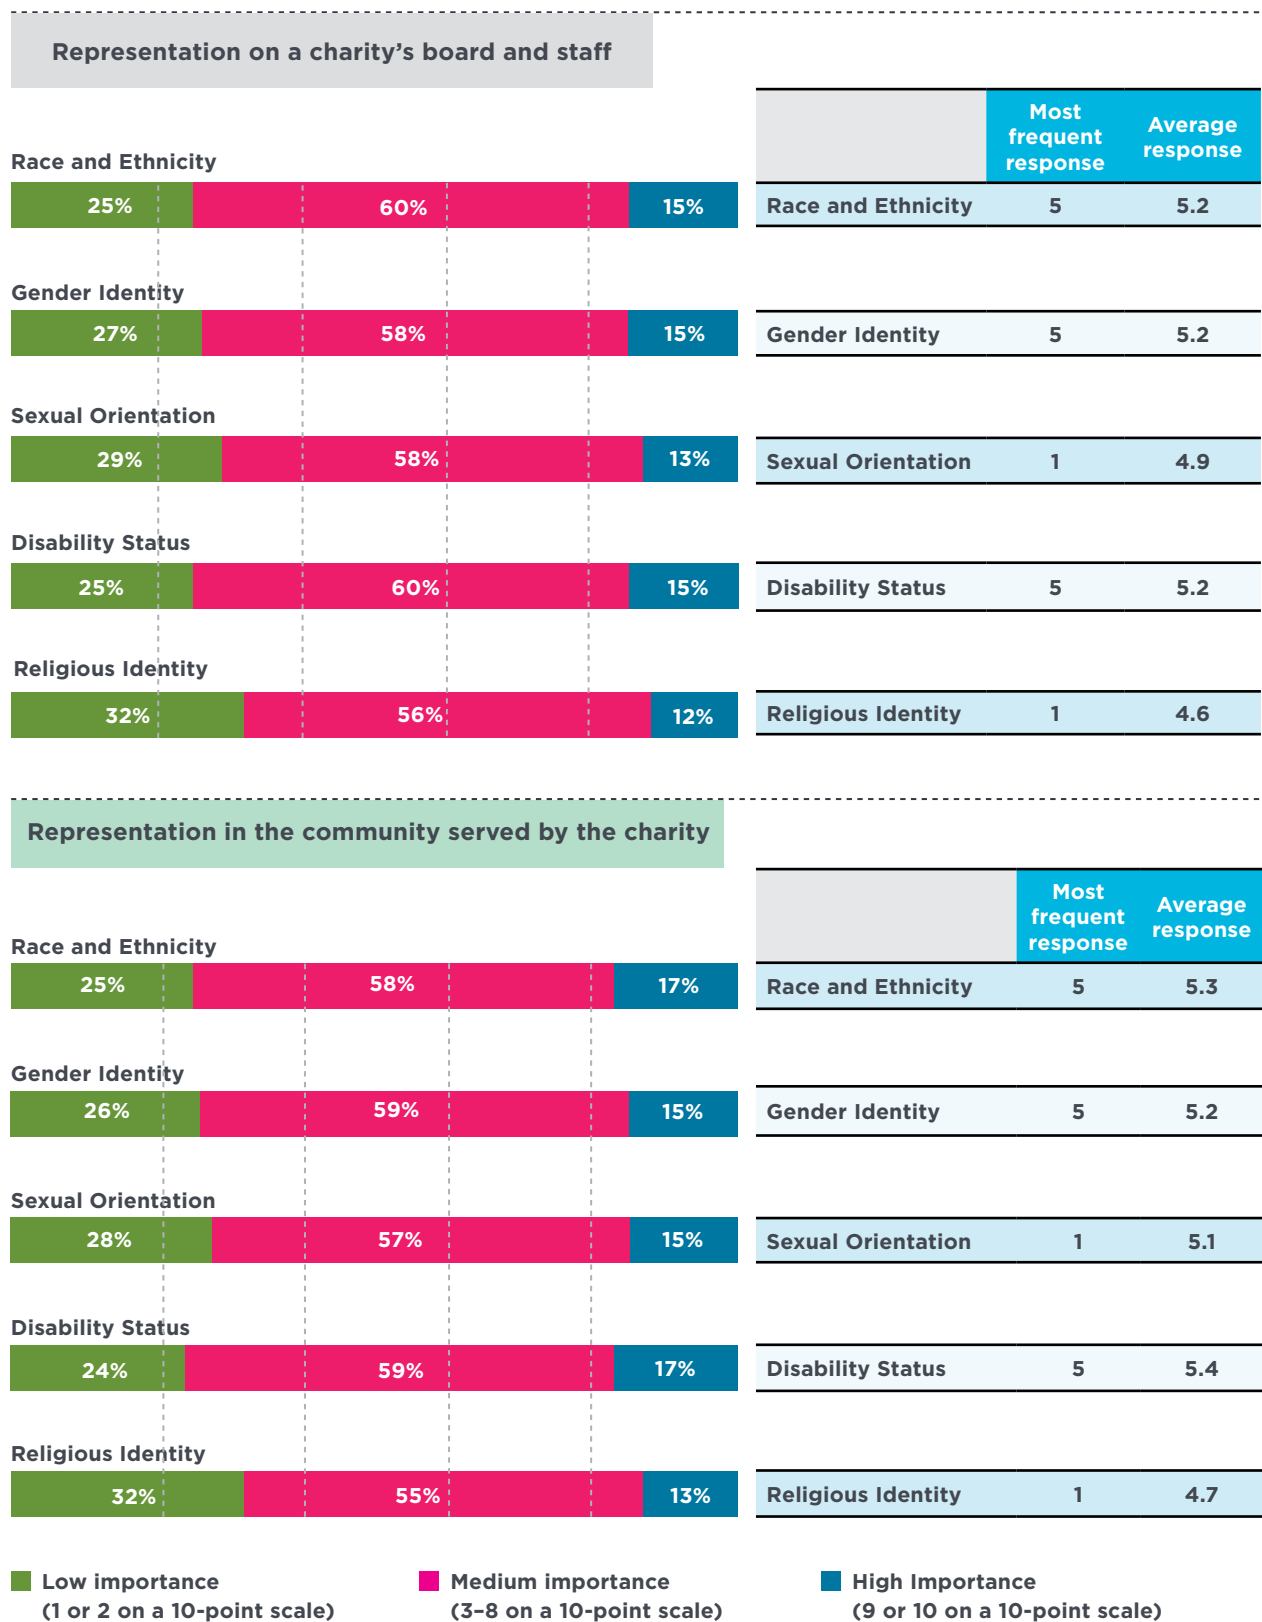 Representation on a charity’s board and staff
Most
frequent
response
Average
response
Race and Ethnicity
25% 60% 15%
Race and Ethnicity 5 5.2
Gender Identity
27% 58% 15%
Gender Identity 5 5.2
Sexual Orientation
29% 58% 13%
Sexual Orientation 1 4.9
Disability Status
25% 60% 15%
Disability Status 5 5.2
Religious Identity
32% 56% 12%
Religious Identity 1 4.6
Representation in the community served by the charity
Most
frequent
response
Average
response
Race and Ethnicity
25% 58% 17%
Race and Ethnicity 5 5.3
Gender Identity
26% 59% 15%
Gender Identity 5 5.2
Sexual Orientation
28% 57% 15%
Sexual Orientation 1 5.1
Disability Status
24% 59% 17%
Disability Status 5 5.4
Religious Identity
32% 55% 13%
Religious Identity 1 4.7
Low importance
(1 or 2 on a 10-point scale)
Medium importance
(3–8 on a 10-point scale)
High Importance
(9 or 10 on a 10-point scale)